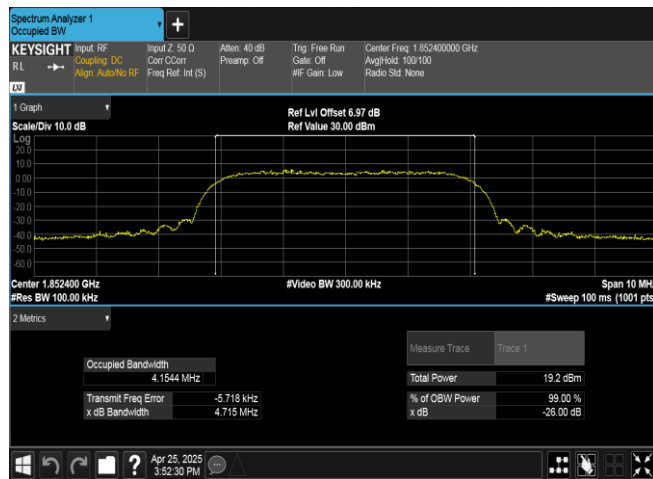 Spectrum Analyzer 1
Occupied BW
+
KEYSIGHT Input: RF Input Z: 50 Ω Atten: 40 dB Trig: Free Run Center Freq: 1.852400000 GHz
RL Coupling: DC Corr CCorr Preamp: Off Gate: Off Avg|Hold: 100/100
Align: Auto/No RF Freq Ref: Int (S) #IF Gain: Low Radio Std: None
LXI
1 Graph
Ref Lvl Offset 6.97 dB
Scale/Div 10.0 dB Ref Value 30.00 dBm
Log
20.0
10.0
0.00
-10.0
-20.0
-30.0
-40.0
-50.0
-60.0
Center 1.852400 GHz #Video BW 300.00 kHz Span 10 MHz
#Res BW 100.00 kHz #Sweep 100 ms (1001 pts
2 Metrics
Measure Trace Trace 1
Occupied Bandwidth
4.1544 MHz Total Power 19.2 dBm
Transmit Freq Error -5.718 kHz % of OBW Power 99.00 %
x dB Bandwidth 4.715 MHz x dB -26.00 dB
? Apr 25, 2025
3:52:30 PM